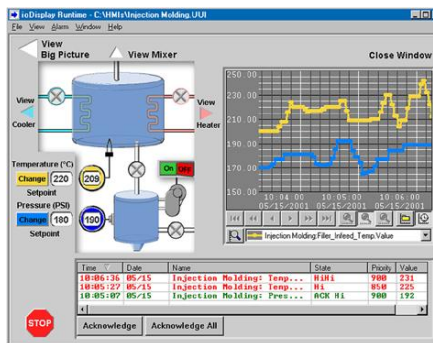 ioDisplay Runtime - C:\HMIs\Injection Molding.UUI
File View Alarm Window Help
View
Big Picture
View Mixer
Close Window
View
Cooler
View
Heater
250.00
200.00
170.00
150.00
10:04:00 10:05:00 10:06:00
05/15/2001 05/15/2001 05/15/2001
Temperature (°C)
Change 220 209
Setpoint
Pressure (PSI)
Change 180 190
Setpoint
On OFF
Injection Molding:Filler_Infeed_Temp.Value
Time Date Name State Priority Value
10:06:36 05/15 Injection Molding: Temp... HiHi 900 231
10:05:27 05/15 Injection Molding: Temp... Hi 850 225
10:05:07 05/15 Injection Molding: Pres... ACK Hi 900 192
STOP
Acknowledge Acknowledge All